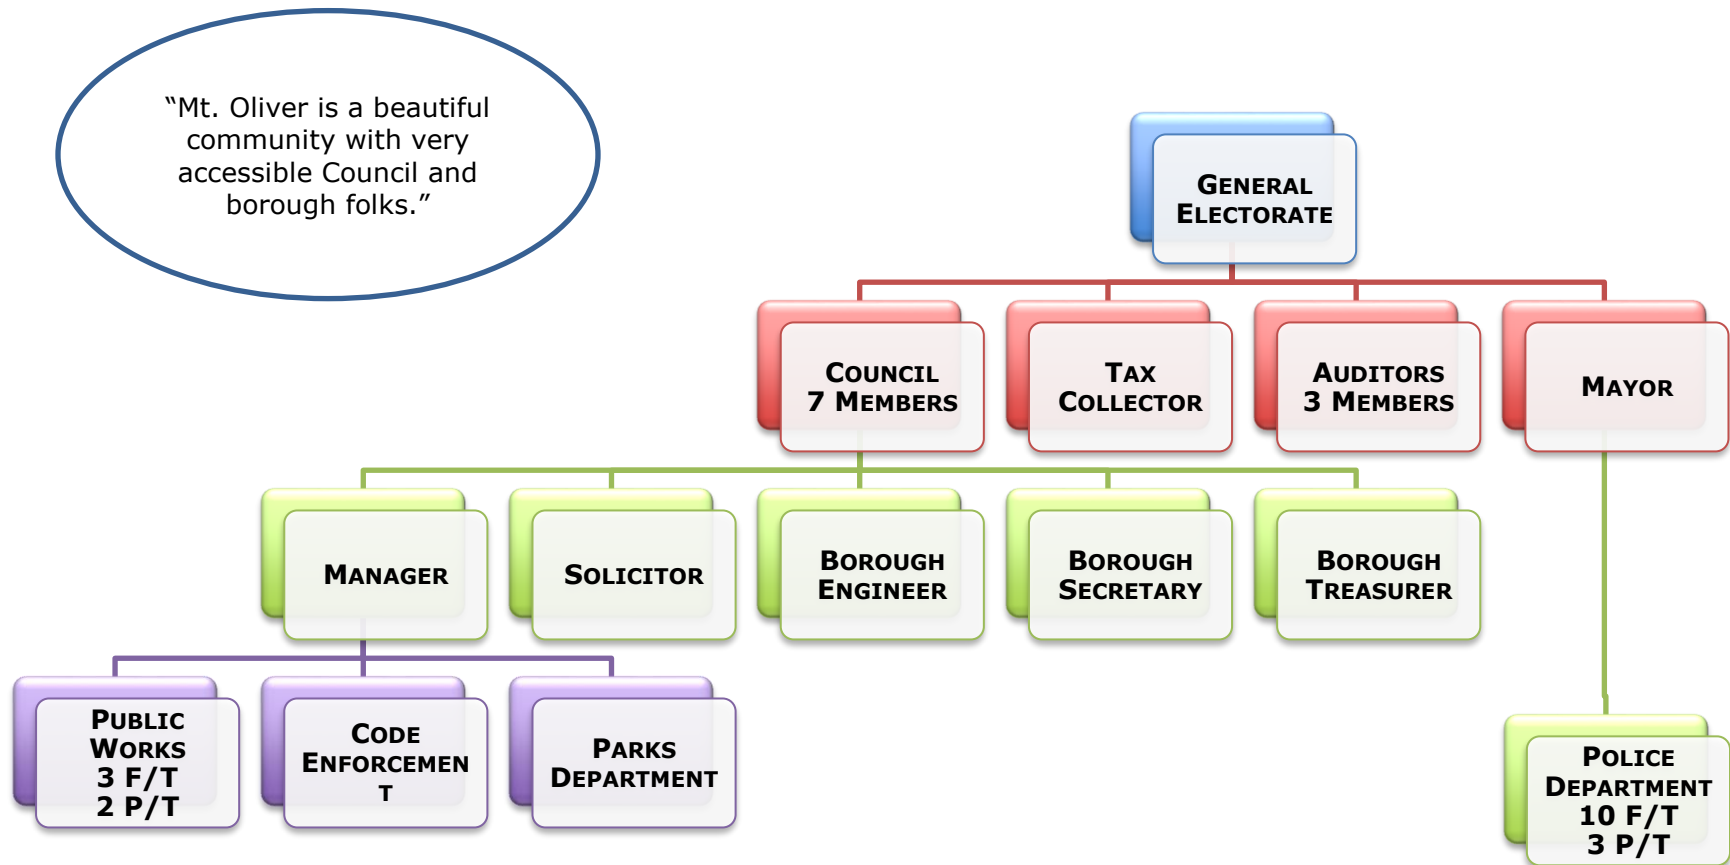 “Mt. Oliver is a beautiful
community with very
accessible Council and
borough folks.”
GENERAL
ELECTORATE
COUNCIL
7 MEMBERS
TAX
COLLECTOR
AUDITORS
3 MEMBERS
MAYOR
MANAGER
SOLICITOR
BOROUGH
ENGINEER
BOROUGH
SECRETARY
BOROUGH
TREASURER
PUBLIC
WORKS
3 F/T
2 P/T
CODE
ENFORCEMEN
T
PARKS
DEPARTMENT
POLICE
DEPARTMENT
10 F/T
3 P/T